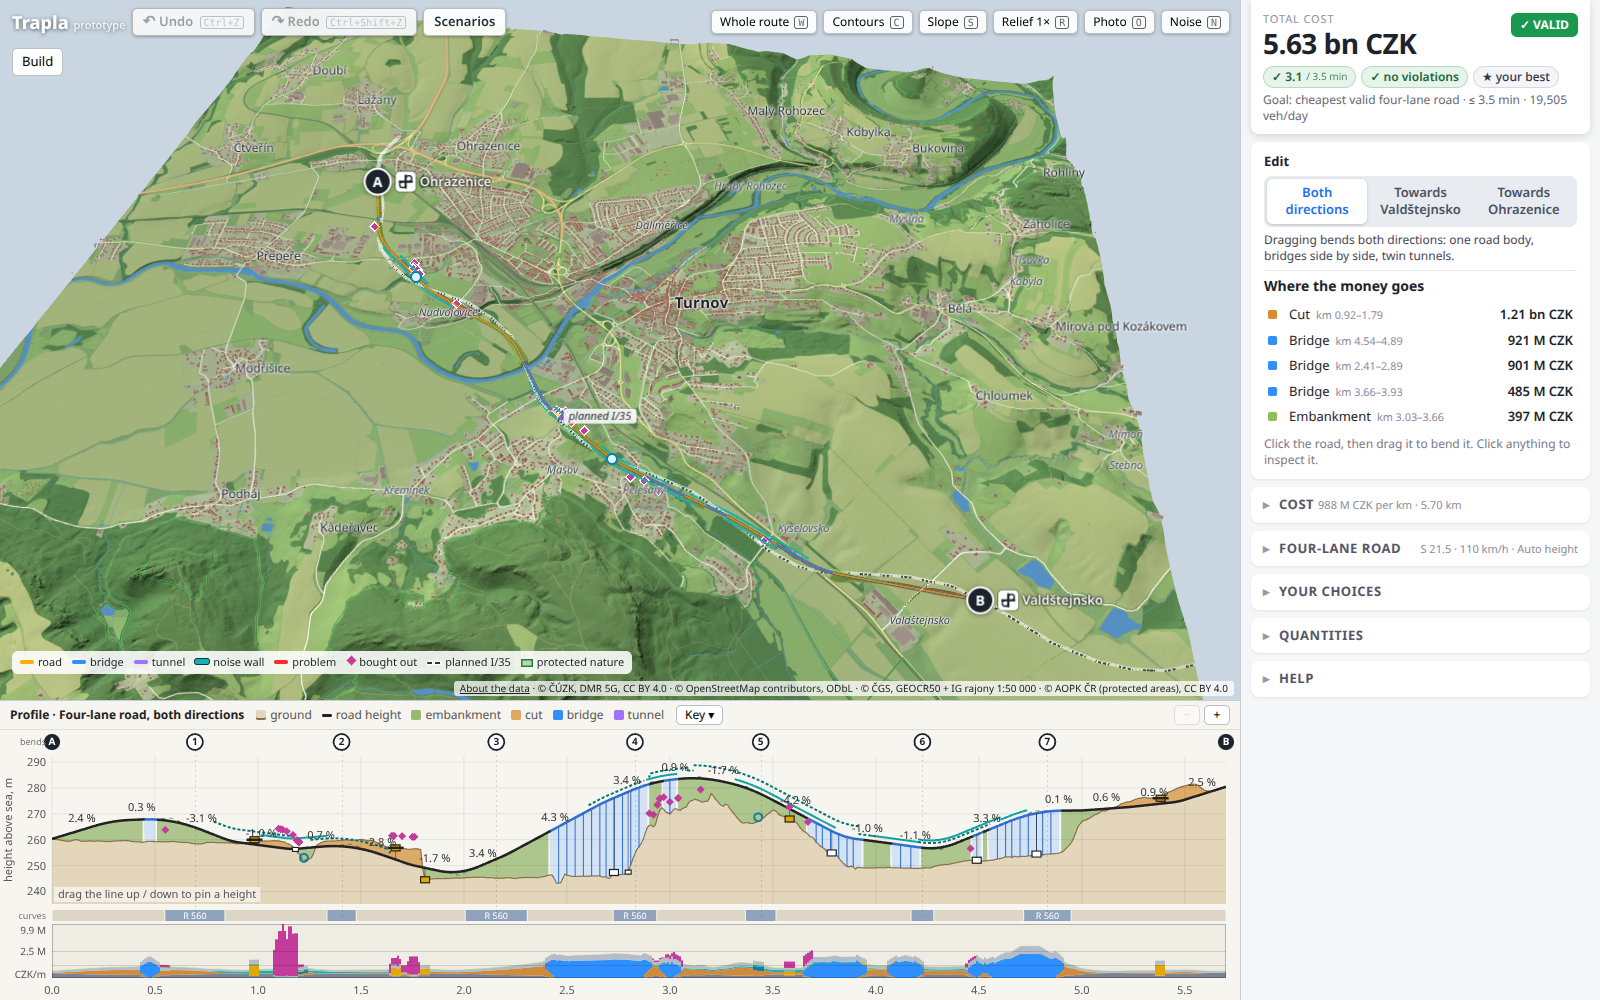 Trapla prototype
↶ Undo Ctrl+Z
↷ Redo Ctrl+Shift+Z
Scenarios
Whole route W
Contours C
Slope S
Relief 1× R
Photo O
Noise N
Build
Doubí
Lažany
Čtveřín
Ohrazenice
Malý Rohozec
Kobylka
Bukovina
Rohliny
A Ohrazenice
Hrubý Rohozec
Daliměřice
Mýšina
Záholice
Přepeře
Kobyla
Turnov
Nudvojovice
Běla
Mírová pod Kozákovem
Modřišice
Chloumek
planned I/35
Mašov
Pelešany
Podháj
Křemínek
Kadeřavec
Kyselovsko
Stebno
B Valdštejnsko
Valdštejnsko
road
bridge
tunnel
noise wall
problem
bought out
planned I/35
protected nature
About the data · © ČÚZK, DMR 5G, CC BY 4.0 · © OpenStreetMap contributors, ODbL · © ČGS, GEOCR50 + IG rajony 1:50 000 · © AOPK ČR (protected areas), CC BY 4.0
TOTAL COST
5.63 bn CZK
✓ VALID
✓ 3.1 / 3.5 min
✓ no violations
★ your best
Goal: cheapest valid four-lane road · ≤ 3.5 min · 19,505
veh/day
Edit
Both
directions
Towards
Valdštejnsko
Towards
Ohrazenice
Dragging bends both directions: one road body,
bridges side by side, twin tunnels.
Where the money goes
Cut km 0.92–1.79 1.21 bn CZK
Bridge km 4.54–4.89 921 M CZK
Bridge km 2.41–2.89 901 M CZK
Bridge km 3.66–3.93 485 M CZK
Embankment km 3.03–3.66 397 M CZK
Click the road, then drag it to bend it. Click anything to
inspect it.
▸ COST 988 M CZK per km · 5.70 km
▸ FOUR-LANE ROAD S 21.5 · 110 km/h · Auto height
▸ YOUR CHOICES
▸ QUANTITIES
▸ HELP
Profile · Four-lane road, both directions
ground
road height
embankment
cut
bridge
tunnel
Key ▾
−
+
bends A 1 2 3 4 5 6 7 B
height above sea, m
290
280
270
260
250
240
2.4 %
0.3 %
-3.1 %
-1.0 %
0.7 %
-2.8 %
-1.7 %
3.4 %
4.3 %
3.4 %
0.9 %
-1.7 %
-4.2 %
-1.0 %
-1.1 %
3.3 %
0.1 %
0.6 %
0.9 %
2.5 %
drag the line up / down to pin a height
curves
R 560
R 560
R 560
R 560
9.9 M
2.5 M
CZK/m
0.0 0.5 1.0 1.5 2.0 2.5 3.0 3.5 4.0 4.5 5.0 5.5